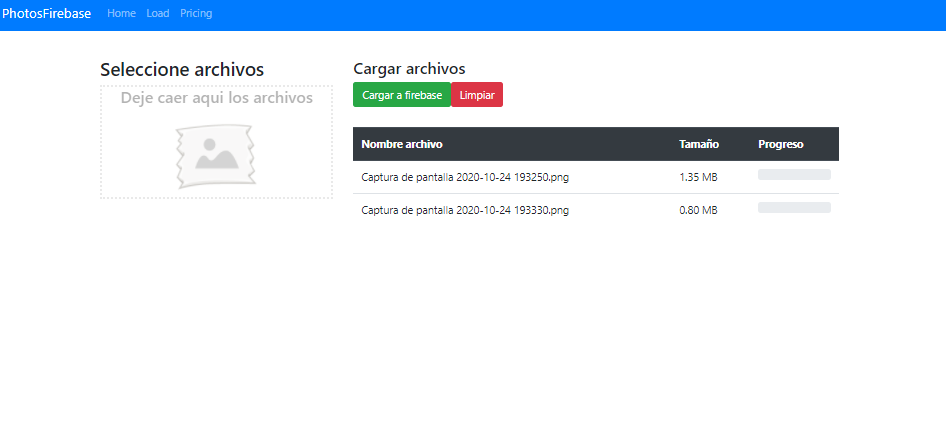 PhotosFirebase Home Load Pricing
Seleccione archivos
Deje caer aqui los archivos
Cargar archivos
Cargar a firebase Limpiar
Nombre archivo Tamaño Progreso
Captura de pantalla 2020-10-24 193250.png 1.35 MB
Captura de pantalla 2020-10-24 193330.png 0.80 MB